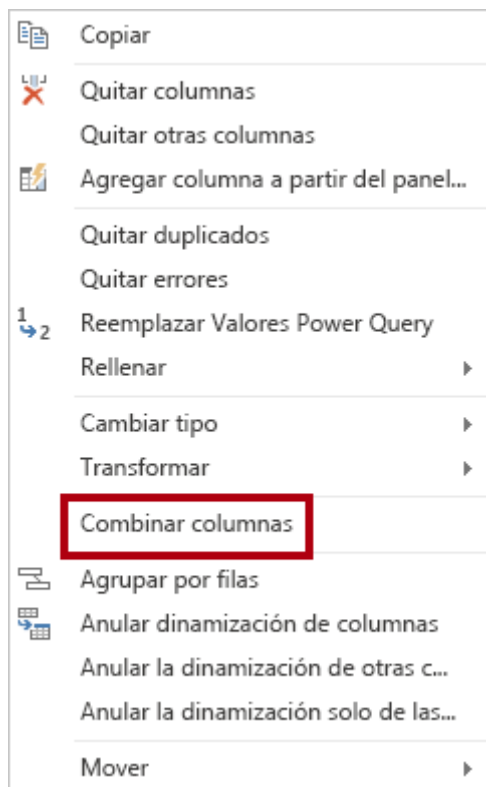 Copiar
Quitar columnas
Quitar otras columnas
Agregar columna a partir del panel...
Quitar duplicados
Quitar errores
1 2 Reemplazar Valores Power Query
Rellenar
Cambiar tipo
Transformar
Combinar columnas
Agrupar por filas
Anular dinamización de columnas
Anular la dinamización de otras c...
Anular la dinamización solo de las...
Mover